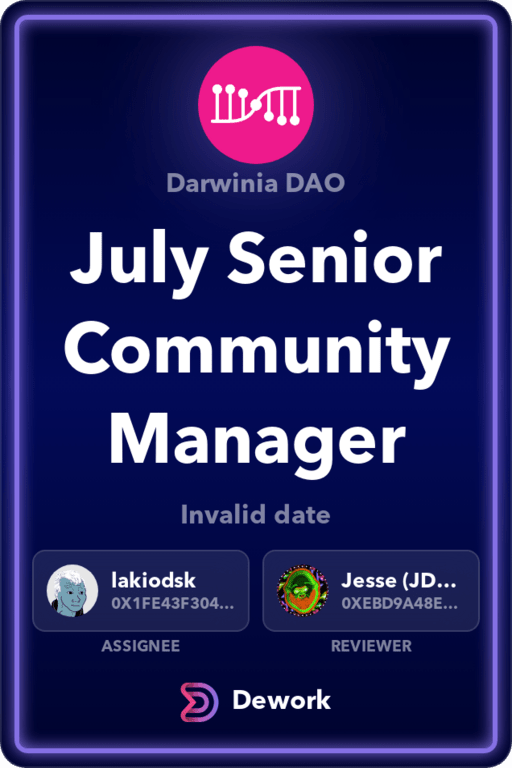 Darwinia DAO
July Senior
Community
Manager
Invalid date
lakiodsk
0X1FE43F304...
ASSIGNEE
Jesse (JD...
0XEBD9A48E...
REVIEWER
Dework